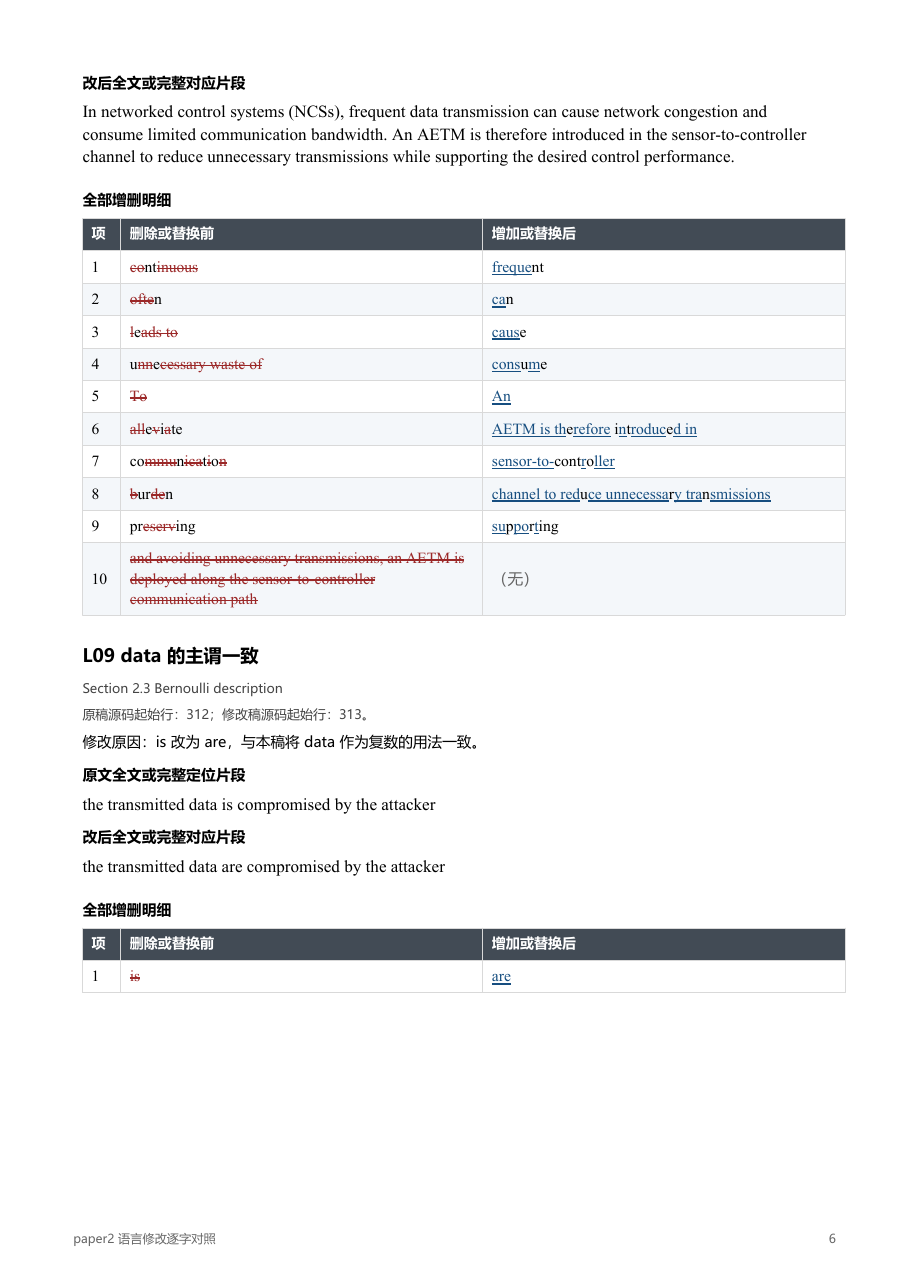 改后全文或完整对应片段
In networked control systems (NCSs), frequent data transmission can cause network congestion and
consume limited communication bandwidth. An AETM is therefore introduced in the sensor-to-controller
channel to reduce unnecessary transmissions while supporting the desired control performance.
全部增删明细
项 删除或替换前 增加或替换后
1 continuous frequent
2 often can
3 leads to cause
4 unnecessary waste of consume
5 To An
6 alleviate AETM is therefore introduced in
7 communication sensor-to-controller
8 burden channel to reduce unnecessary transmissions
9 preserving supporting
and avoiding unnecessary transmissions, an AETM is
10 deployed along the sensor-to-controller （无）
communication path
L09 data 的主谓一致
Section 2.3 Bernoulli description
原稿源码起始行：312；修改稿源码起始行：313。
修改原因：is 改为 are，与本稿将 data 作为复数的用法一致。
原文全文或完整定位片段
the transmitted data is compromised by the attacker
改后全文或完整对应片段
the transmitted data are compromised by the attacker
全部增删明细
项 删除或替换前 增加或替换后
1 is are
paper2 语言修改逐字对照 6